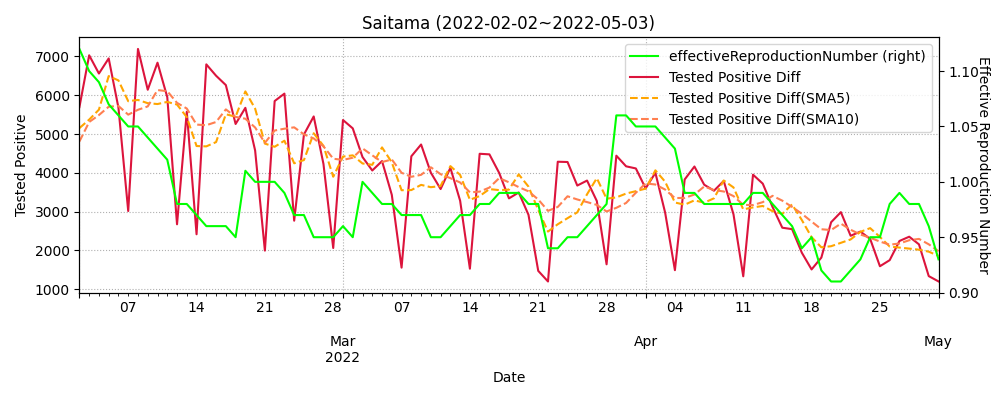 Saitama (2022-02-02~2022-05-03)
effectiveReproductionNumber (right)
Tested Positive Diff
Tested Positive Diff(SMA5)
Tested Positive Diff(SMA10)
Tested Positive
7000
6000
5000
4000
3000
2000
1000
Effective Reproduction Number
1.10
1.05
1.00
0.95
0.90
07 14 21 28 07 14 21 28 04 11 18 25
Mar Apr May
2022
Date